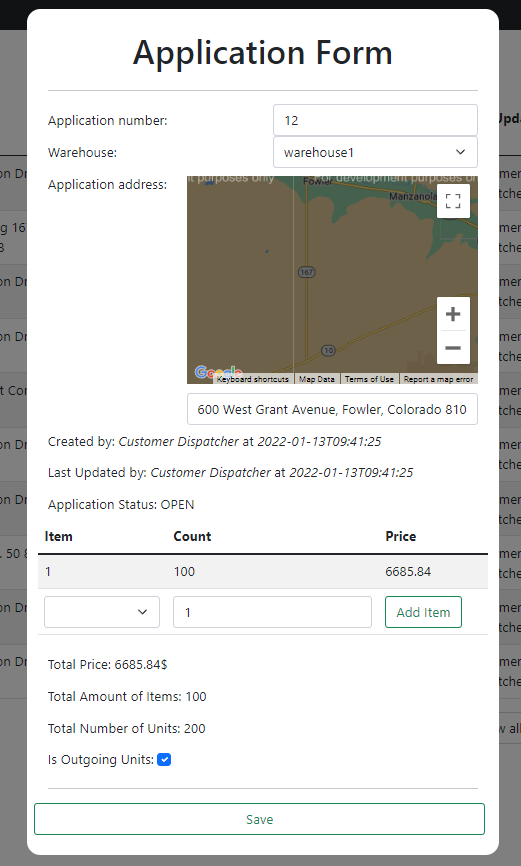 Application Form
Application number:
12
Warehouse:
warehouse1
Application address:
t purposes only
For development purposes o
Fowler
Manzanola
167
10
Google
Keyboard shortcuts
Map Data
Terms of Use
Report a map error
600 West Grant Avenue, Fowler, Colorado 810
Created by: Customer Dispatcher at 2022-01-13T09:41:25
Last Updated by: Customer Dispatcher at 2022-01-13T09:41:25
Application Status: OPEN
Item Count Price
1 100 6685.84
1 Add Item
Total Price: 6685.84$
Total Amount of Items: 100
Total Number of Units: 200
Is Outgoing Units:
Save